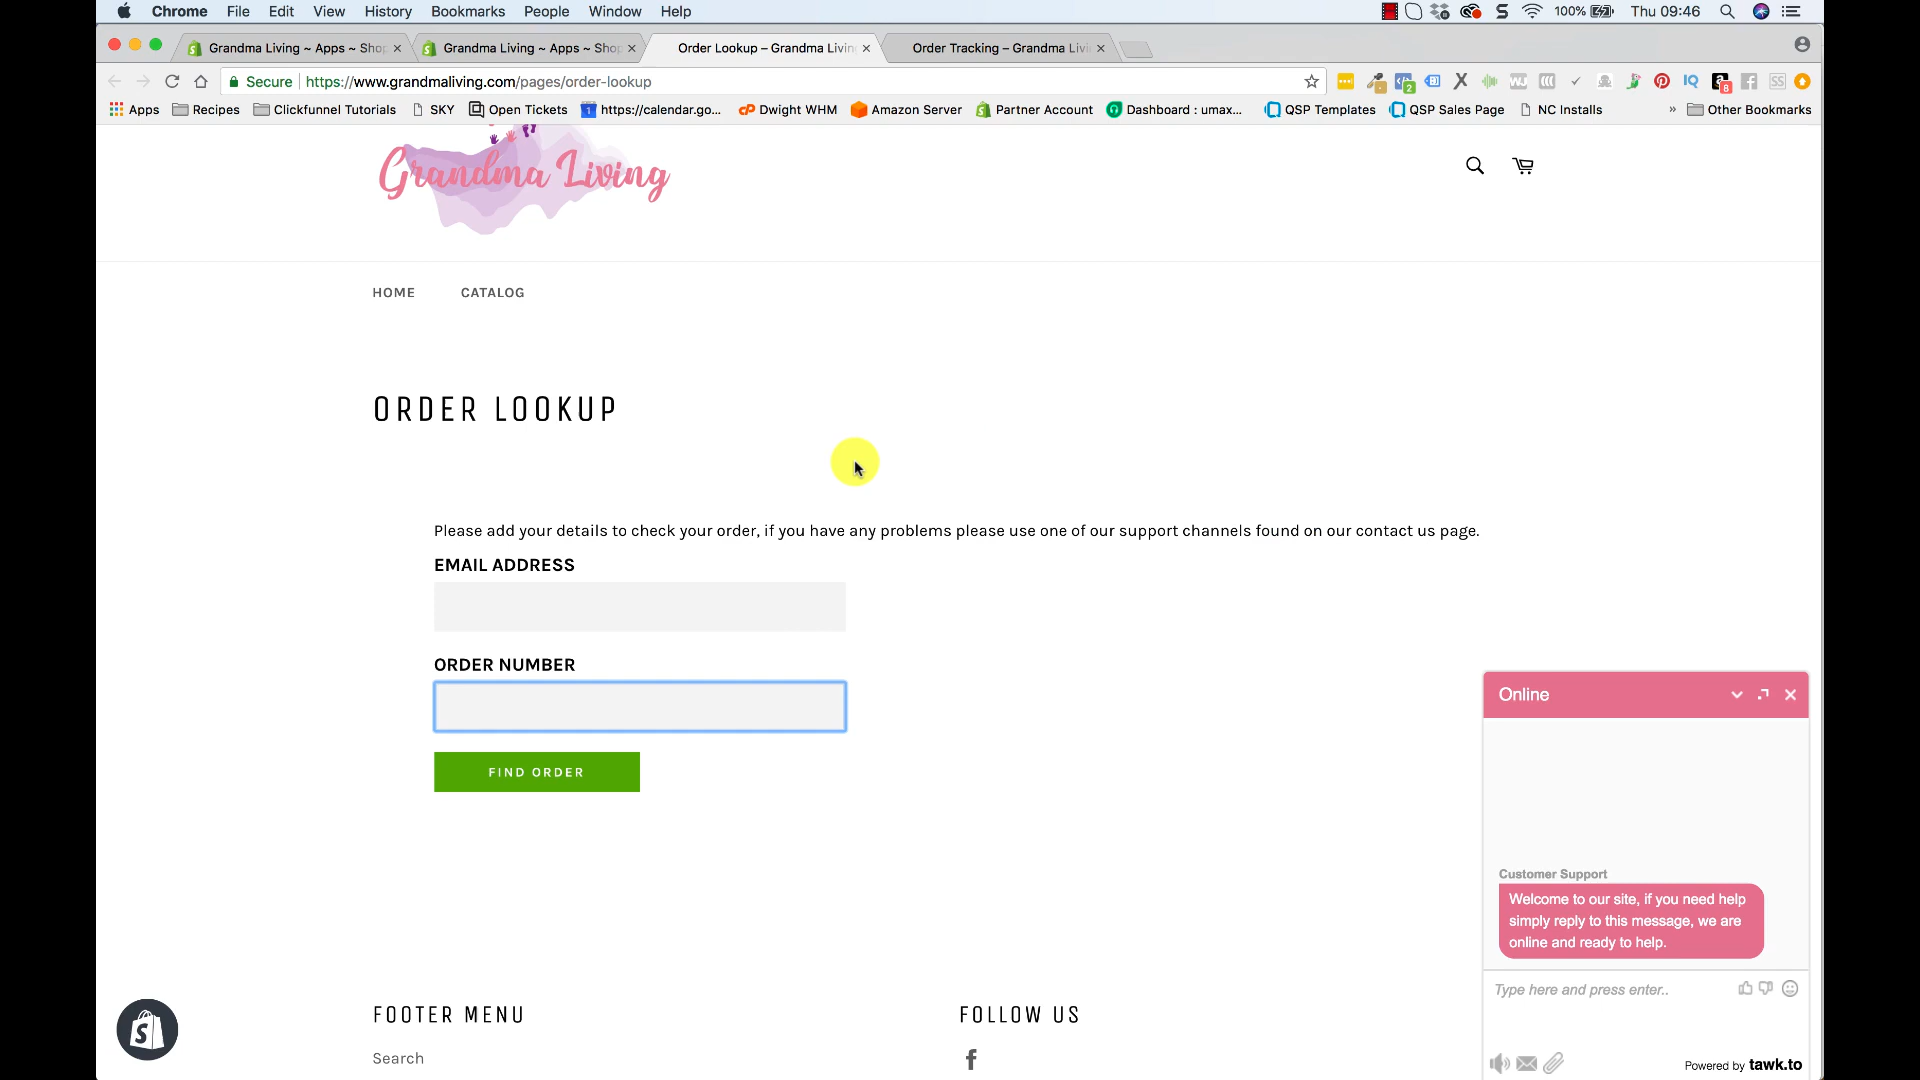 Chrome File Edit View History Bookmarks People Window Help 100% Thu 09:46
Grandma Living ~ Apps ~ Shop Grandma Living ~ Apps ~ Shop Order Lookup – Grandma Living Order Tracking – Grandma Livi
Secure https://www.grandmaliving.com/pages/order-lookup
Apps Recipes Clickfunnel Tutorials SKY Open Tickets https://calendar.go... Dwight WHM Amazon Server Partner Account Dashboard : umax... QSP Templates QSP Sales Page NC Installs » Other Bookmarks
Grandma Living
HOME CATALOG
ORDER LOOKUP
Please add your details to check your order, if you have any problems please use one of our support channels found on our contact us page.
EMAIL ADDRESS
ORDER NUMBER
FIND ORDER
Online
Customer Support
Welcome to our site, if you need help
simply reply to this message, we are
online and ready to help.
Type here and press enter..
Powered by tawk.to
FOOTER MENU
Search
FOLLOW US